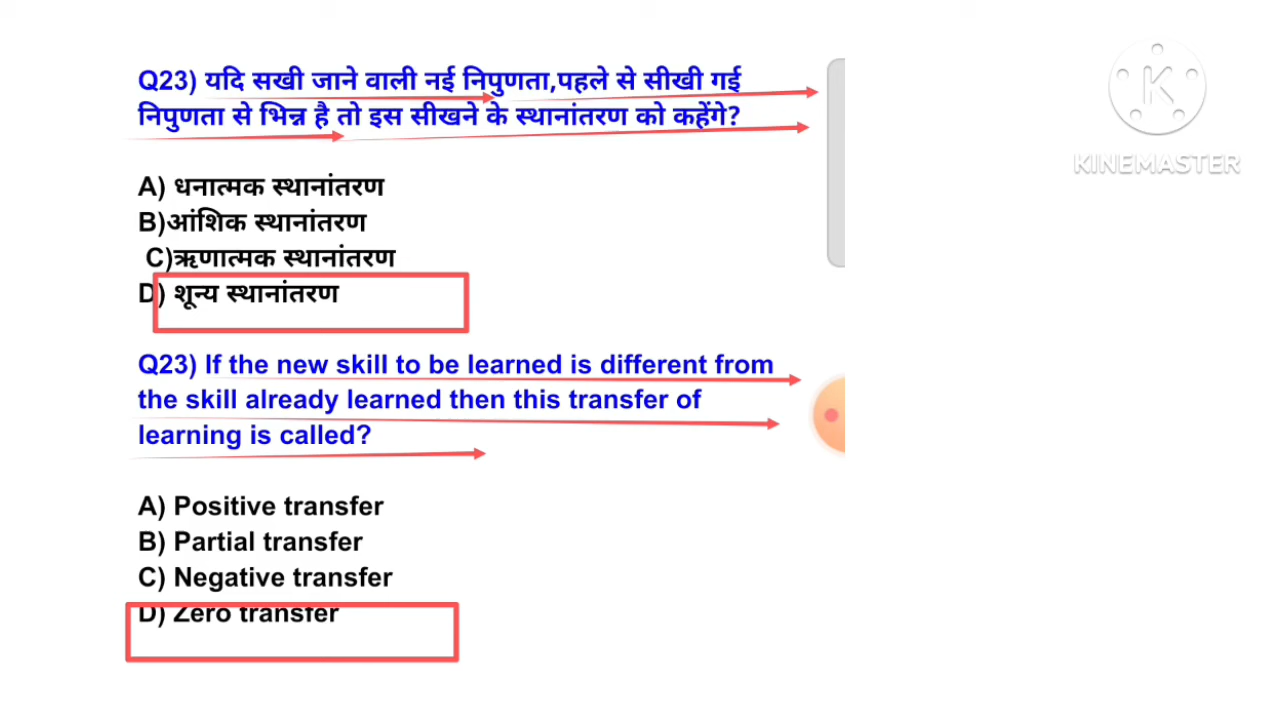 Q23) यदि सखी जाने वाली नई निपुणता,पहले से सीखी गई
निपुणता से भिन्न है तो इस सीखने के स्थानांतरण को कहेंगे?
A) धनात्मक स्थानांतरण
B)आंशिक स्थानांतरण
C)ऋणात्मक स्थानांतरण
D) शून्य स्थानांतरण
Q23) If the new skill to be learned is different from
the skill already learned then this transfer of
learning is called?
A) Positive transfer
B) Partial transfer
C) Negative transfer
D) Zero transfer
K
KINEMASTER